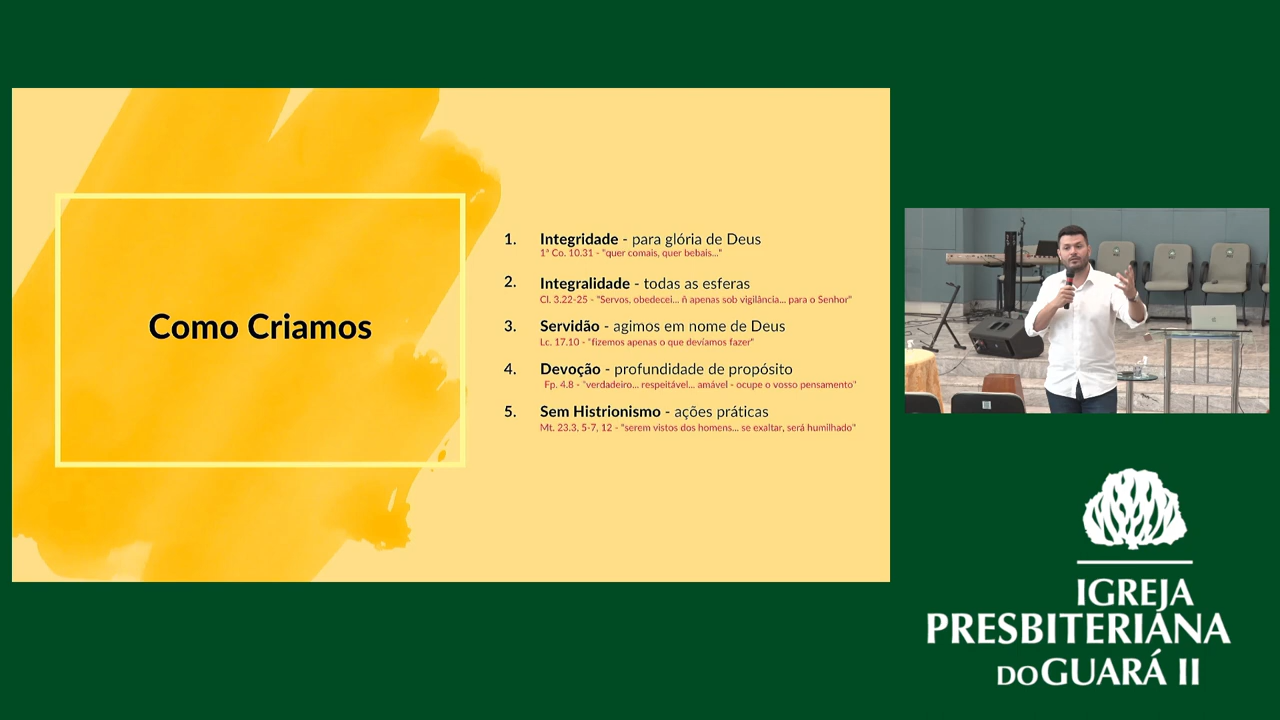 Como Criamos
1. Integridade - para glória de Deus
1ª Co. 10.31 - "quer comais, quer bebais..."
2. Integralidade - todas as esferas
Cl. 3.22-25 - "Servos, obedecei... ñ apenas sob vigilância... para o Senhor"
3. Servidão - agimos em nome de Deus
Lc. 17.10 - "fizemos apenas o que devíamos fazer"
4. Devoção - profundidade de propósito
Fp. 4.8 - "verdadeiro... respeitável... amável - ocupe o vosso pensamento"
5. Sem Histrionismo - ações práticas
Mt. 23.3, 5-7, 12 - "serem vistos dos homens... se exaltar, será humilhado"
IGREJA
PRESBITERIANA
DO GUARÁ II